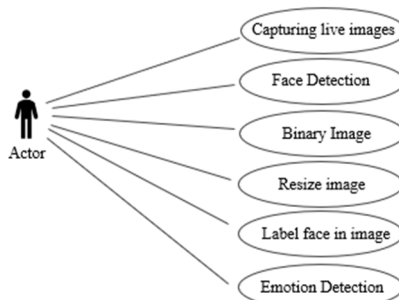 Capturing live images
Face Detection
Binary Image
Actor
Resize image
Label face in image
Emotion Detection